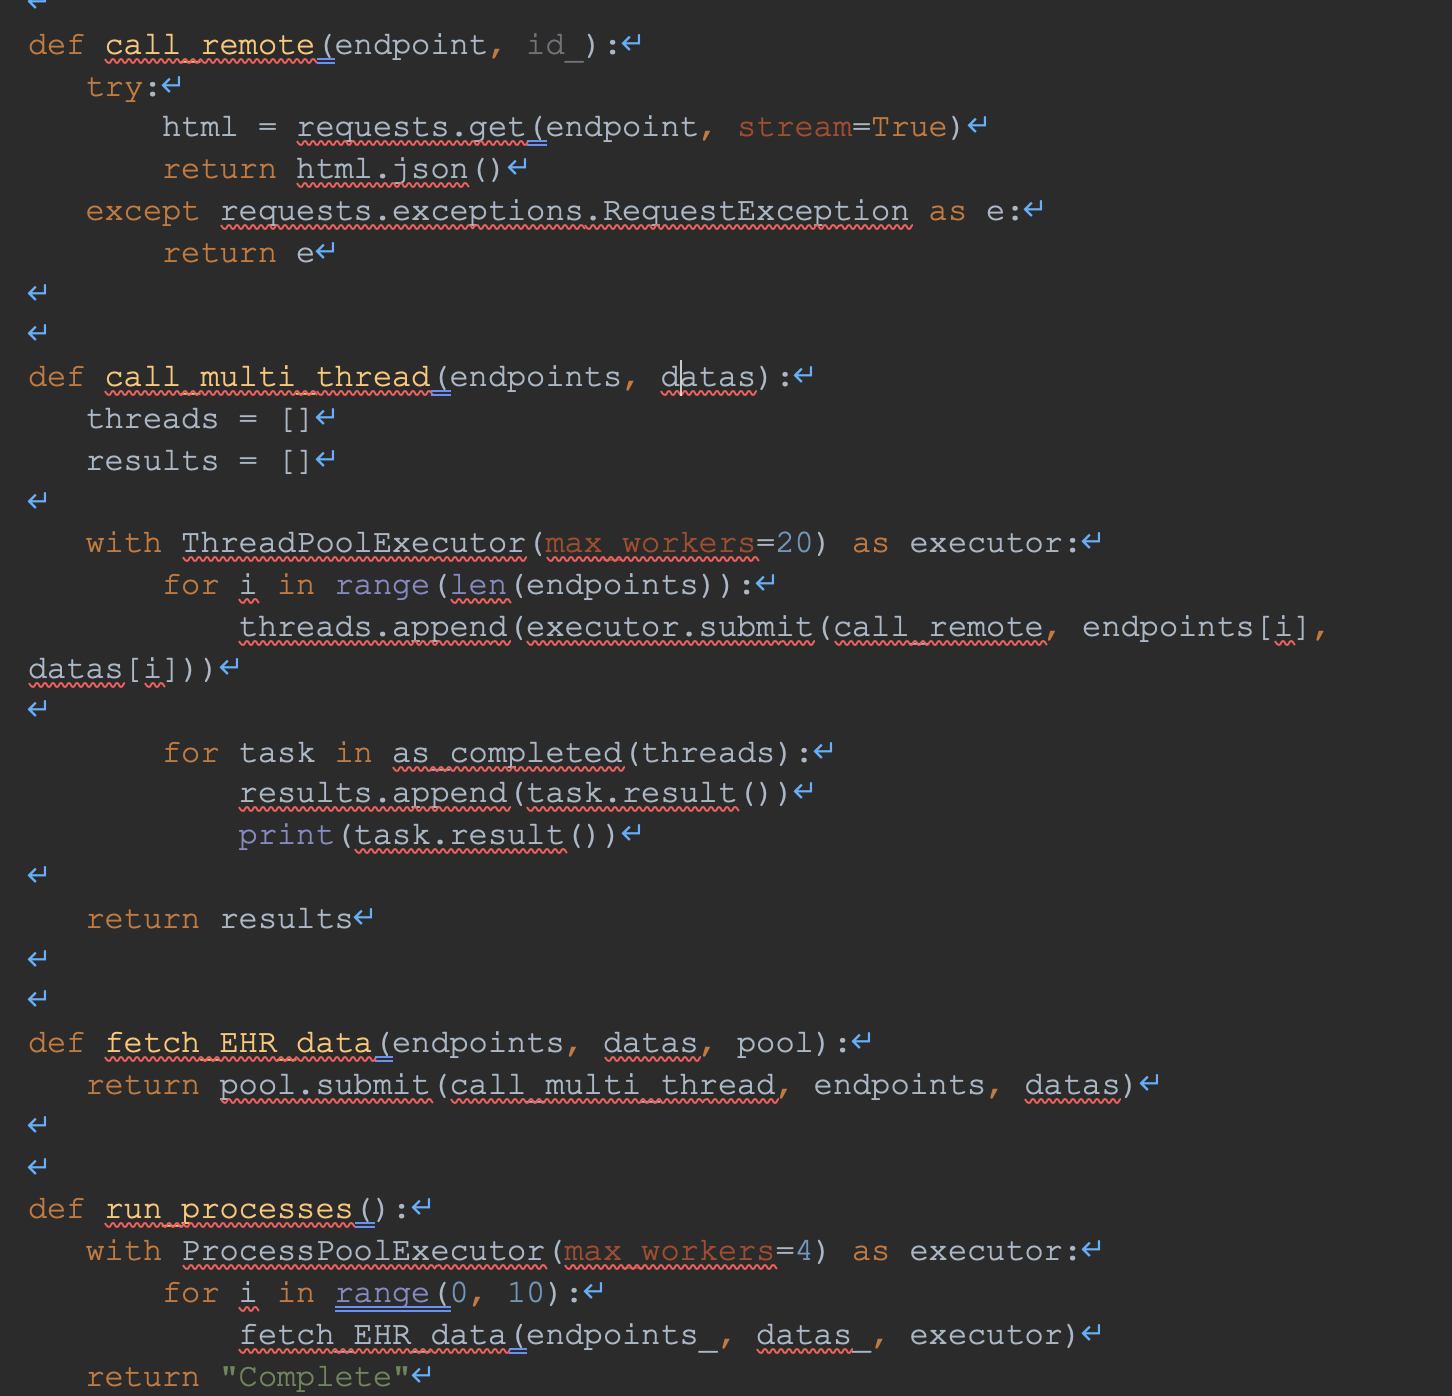 def call_remote(endpoint, id_):↵
    try:↵
        html = requests.get(endpoint, stream=True)↵
        return html.json()↵
    except requests.exceptions.RequestException as e:↵
        return e↵
↵
↵
def call_multi_thread(endpoints, datas):↵
    threads = []↵
    results = []↵
↵
    with ThreadPoolExecutor(max_workers=20) as executor:↵
        for i in range(len(endpoints)):↵
            threads.append(executor.submit(call_remote, endpoints[i],
datas[i]))↵
↵
        for task in as_completed(threads):↵
            results.append(task.result())↵
            print(task.result())↵
↵
    return results↵
↵
↵
def fetch_EHR_data(endpoints, datas, pool):↵
    return pool.submit(call_multi_thread, endpoints, datas)↵
↵
↵
def run_processes():↵
    with ProcessPoolExecutor(max_workers=4) as executor:↵
        for i in range(0, 10):↵
            fetch_EHR_data(endpoints_, datas_, executor)↵
    return "Complete"↵